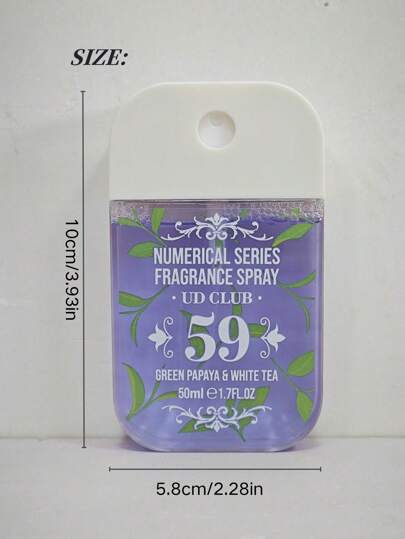 SIZE:
10cm/3.93in
NUMERICAL SERIES
FRAGRANCE SPRAY
· UD CLUB ·
59
GREEN PAPAYA & WHITE TEA
50ml ℮1.7FL.OZ
5.8cm/2.28in